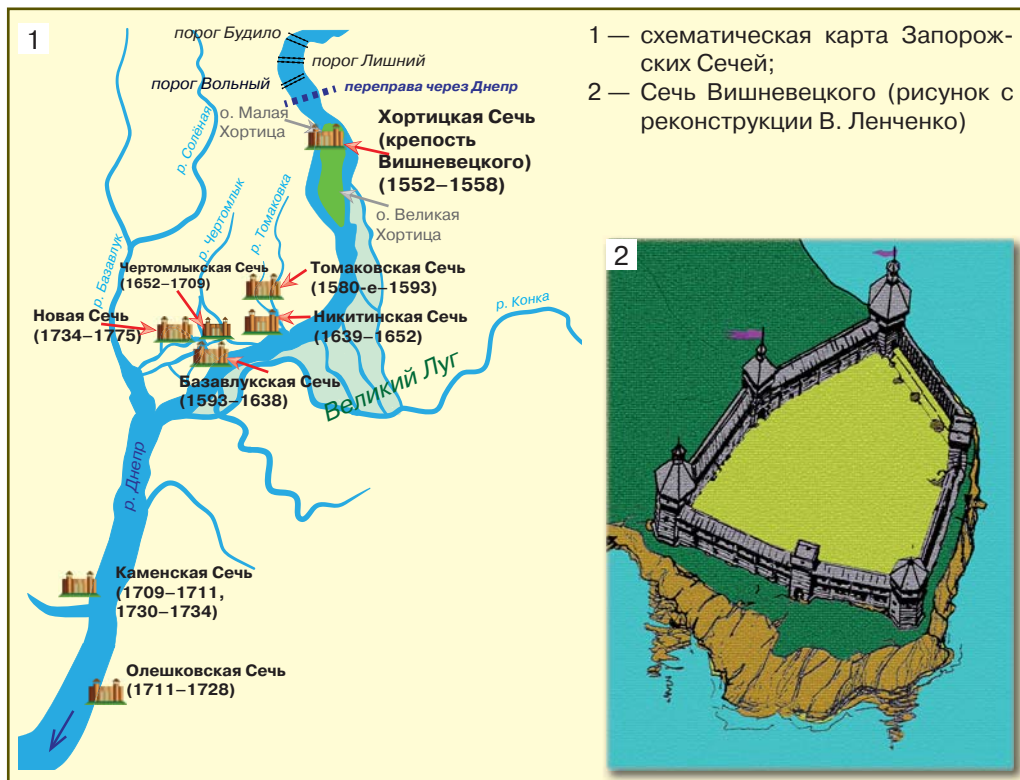 1
порог Будило
порог Лишний
порог Вольный
переправа через Днепр
о. Малая
Хортица
Хортицкая Сечь
(крепость
Вишневецкого)
(1552–1558)
о. Великая
Хортица
р. Солёная
р. Чертомлык
р. Томаковка
р. Базавлук
Чертомлыкская Сечь
(1652–1709)
Томаковская Сечь
(1580-е–1593)
Новая Сечь
(1734–1775)
Никитинская Сечь
(1639–1652)
р. Конка
Базавлукская Сечь
(1593–1638)
Великий Луг
р. Днепр
Каменская Сечь
(1709–1711,
1730–1734)
Олешковская Сечь
(1711–1728)
1 — схематическая карта Запорож-
ских Сечей;
2 — Сечь Вишневецкого (рисунок с
реконструкции В. Ленченко)
2